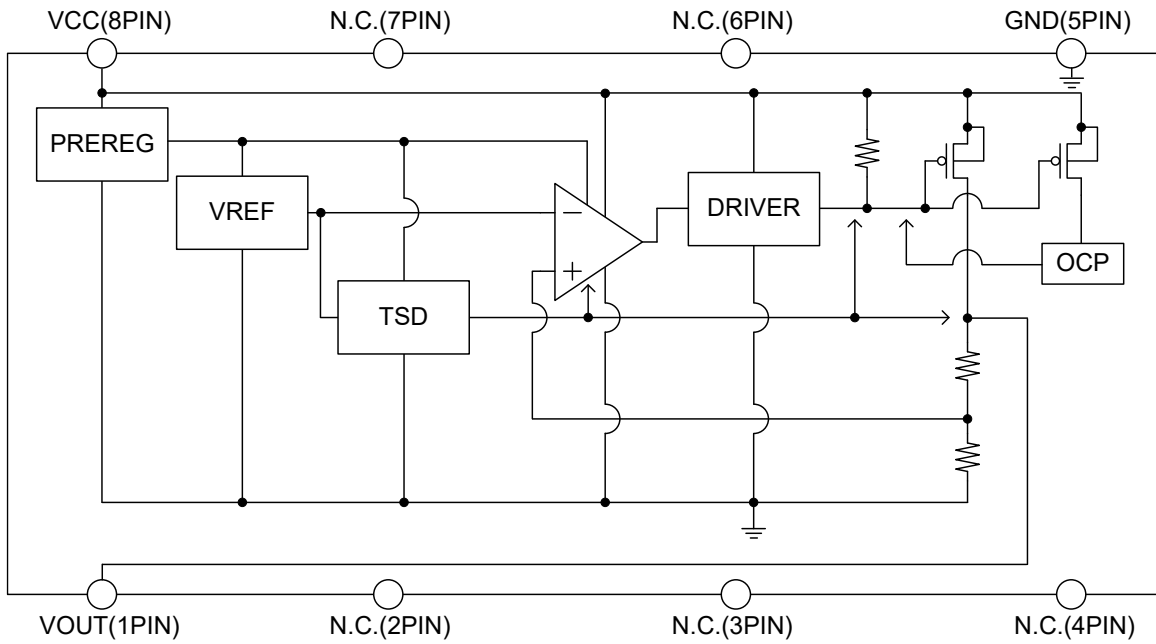 VCC(8PIN)
N.C.(7PIN)
N.C.(6PIN)
GND(5PIN)
PREREG
VREF
DRIVER
OCP
TSD
VOUT(1PIN)
N.C.(2PIN)
N.C.(3PIN)
N.C.(4PIN)